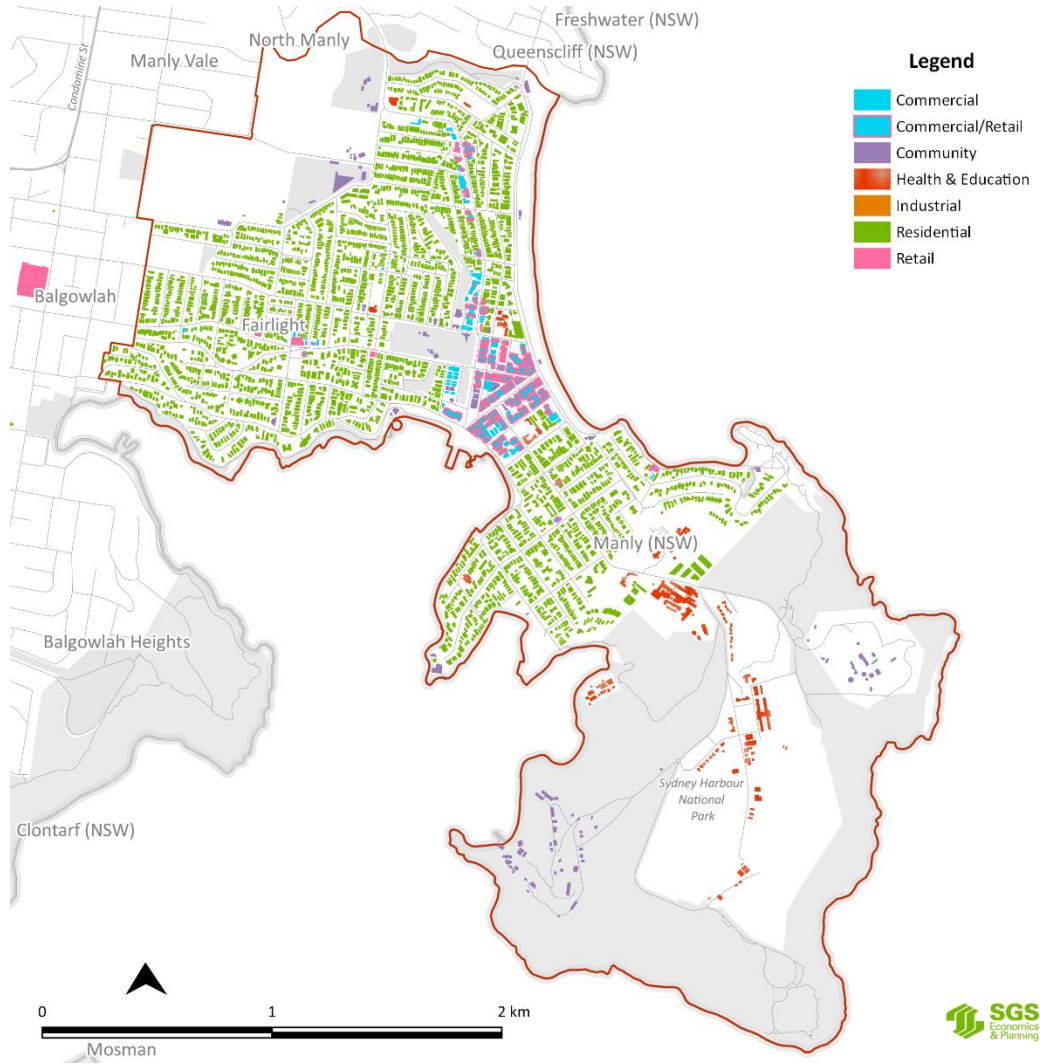 Freshwater (NSW)
North Manly
Queenscliff (NSW)
Manly Vale
Condamine St
Legend
Commercial
Commercial/Retail
Community
Health & Education
Industrial
Residential
Retail
Balgowlah
Fairlight
Manly (NSW)
Balgowlah Heights
Sydney Harbour
National
Park
Clontarf (NSW)
0
1
2 km
Mosman
SGS
Economics
& Planning